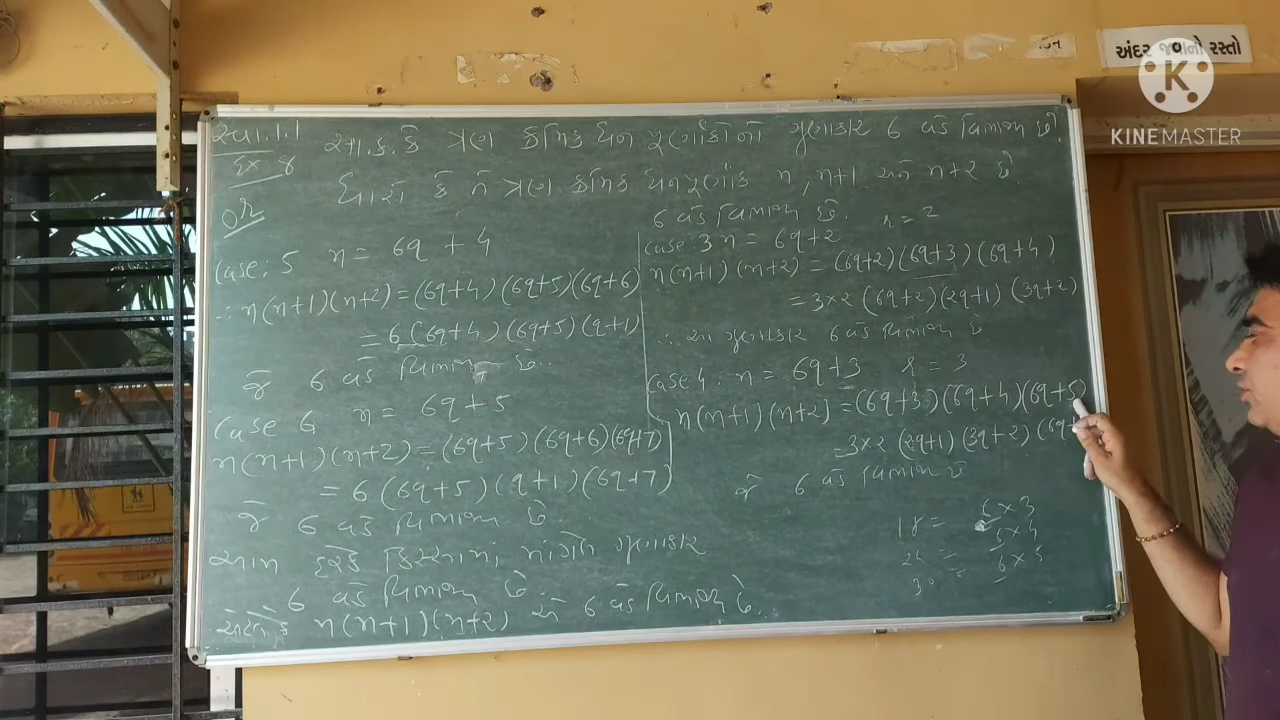 અંદર જવાનો રસ્તો
KINEMASTER
સ્વા. 1.1
Ex 8
સા.ક.કે ત્રણ ક્રમિક ધન પૂર્ણાંકોનો ગુણાકાર 6 વડે વિભાજ્ય છે.
ધારો કે તે ત્રણ ક્રમિક ધન પૂર્ણાંક n, n+1 અને n+2 છે.
Case: 5 n = 6q + 4
∴ n(n+1)(n+2) = (6q+4)(6q+5)(6q+6)
= 6(6q+4)(6q+5)(q+1)
જે 6 વડે વિભાજ્ય છે..
Case 6 n = 6q+5
n(n+1)(n+2) = (6q+5)(6q+6)(6q+7)
= 6(6q+5)(q+1)(6q+7)
જે 6 વડે વિભાજ્ય છે.
આમ દરેક કિસ્સામાં માંગેલ ગુણાકાર
6 વડે વિભાજ્ય છે.
n(n+1)(n+2) એ 6 વડે વિભાજ્ય છે.
6 વડે વિભાજ્ય છે. r = 2
Case 3 n = 6q+2
n(n+1)(n+2) = (6q+2)(6q+3)(6q+4)
= 3×2(6q+2)(2q+1)(3q+2)
∴ આ ગુણાકાર 6 વડે વિભાજ્ય છે
Case 4. n = 6q+3 r = 3
n(n+1)(n+2) = (6q+3)(6q+4)(6q+5)
= 3×2(2q+1)(3q+2)(6q
જે 6 વડે વિભાજ્ય છે
18 = 6×3
24 = 6×4
30 = 6×5